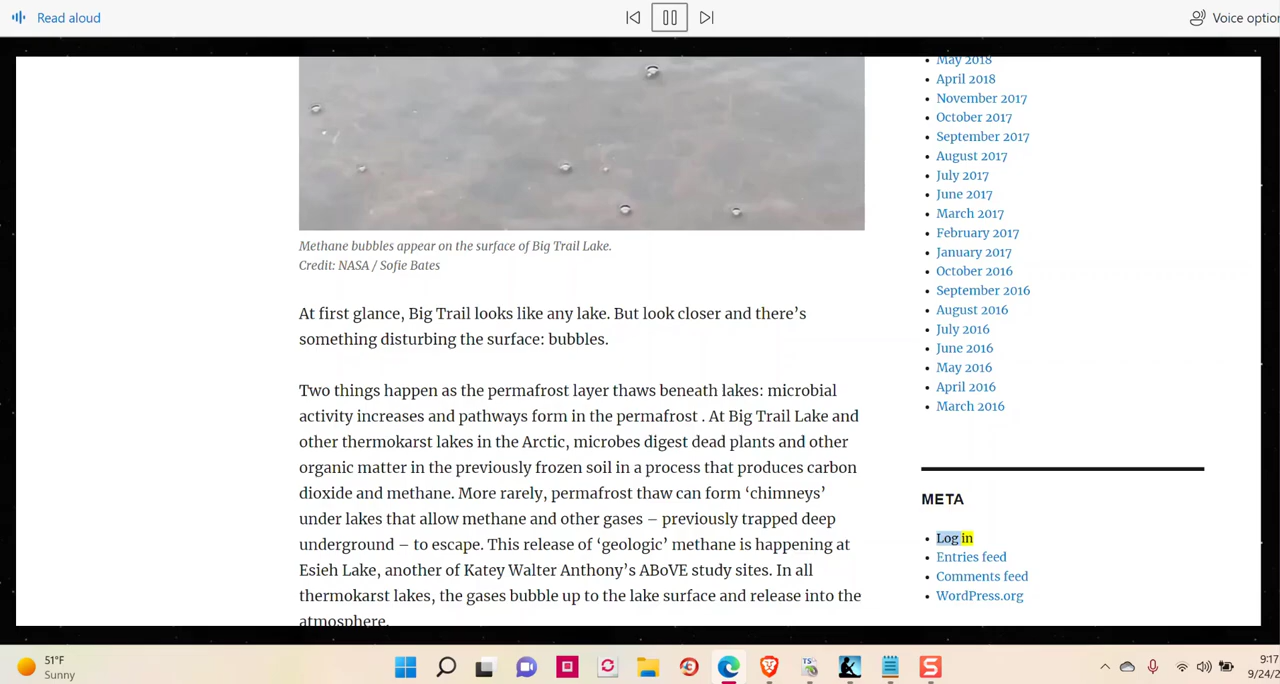 Read aloud
Voice optio
Methane bubbles appear on the surface of Big Trail Lake.
Credit: NASA / Sofie Bates
At first glance, Big Trail looks like any lake. But look closer and there’s
something disturbing the surface: bubbles.
Two things happen as the permafrost layer thaws beneath lakes: microbial
activity increases and pathways form in the permafrost . At Big Trail Lake and
other thermokarst lakes in the Arctic, microbes digest dead plants and other
organic matter in the previously frozen soil in a process that produces carbon
dioxide and methane. More rarely, permafrost thaw can form ‘chimneys’
under lakes that allow methane and other gases – previously trapped deep
underground – to escape. This release of ‘geologic’ methane is happening at
Esieh Lake, another of Katey Walter Anthony’s ABoVE study sites. In all
thermokarst lakes, the gases bubble up to the lake surface and release into the
atmosphere.
May 2018
April 2018
November 2017
October 2017
September 2017
August 2017
July 2017
June 2017
March 2017
February 2017
January 2017
October 2016
September 2016
August 2016
July 2016
June 2016
May 2016
April 2016
March 2016
META
Log in
Entries feed
Comments feed
WordPress.org
51°F
Sunny
TS
S
9:17
9/24/2